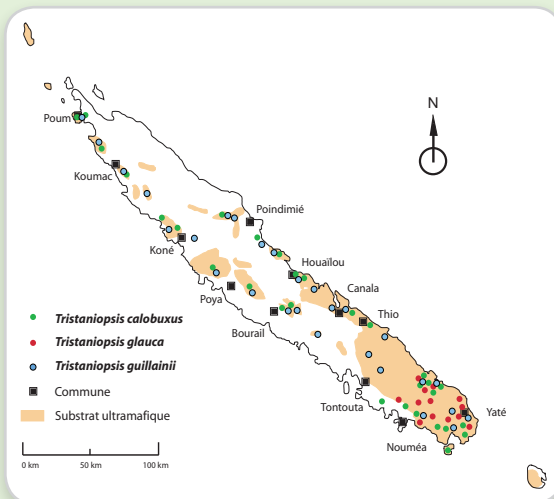 N
Poum
Koumac
Poindimié
Koné
Houaïlou
Canala
Poya
Thio
Bourail
Tristaniopsis calobuxus
Tristaniopsis glauca
Tristaniopsis guillainii
Commune
Substrat ultramafique
Tontouta
Yaté
Nouméa
0 km 50 km 100 km